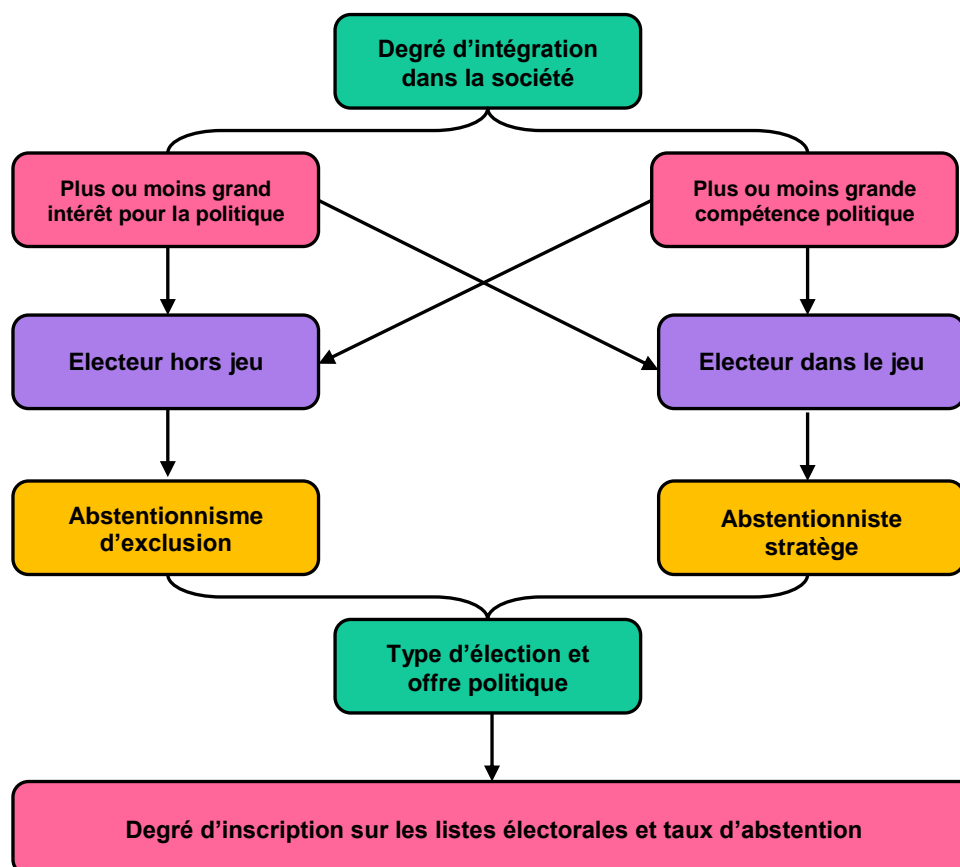 Degré d’intégration
dans la société
Plus ou moins grand
intérêt pour la politique
Plus ou moins grande
compétence politique
Electeur hors jeu
Electeur dans le jeu
Abstentionnisme
d’exclusion
Abstentionniste
stratège
Type d’élection et
offre politique
Degré d’inscription sur les listes électorales et taux d’abstention